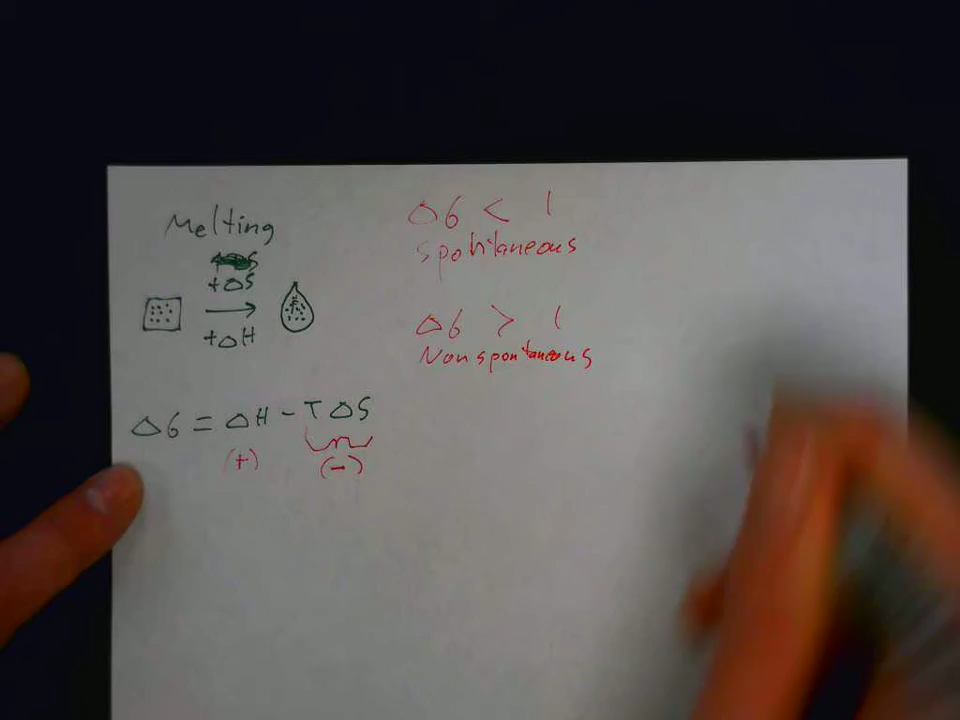 Melting
+ΔS
+ΔH
ΔG = ΔH - TΔS
(+) (-)
ΔG < 1
spontaneous
ΔG > 1
Nonspontaneous